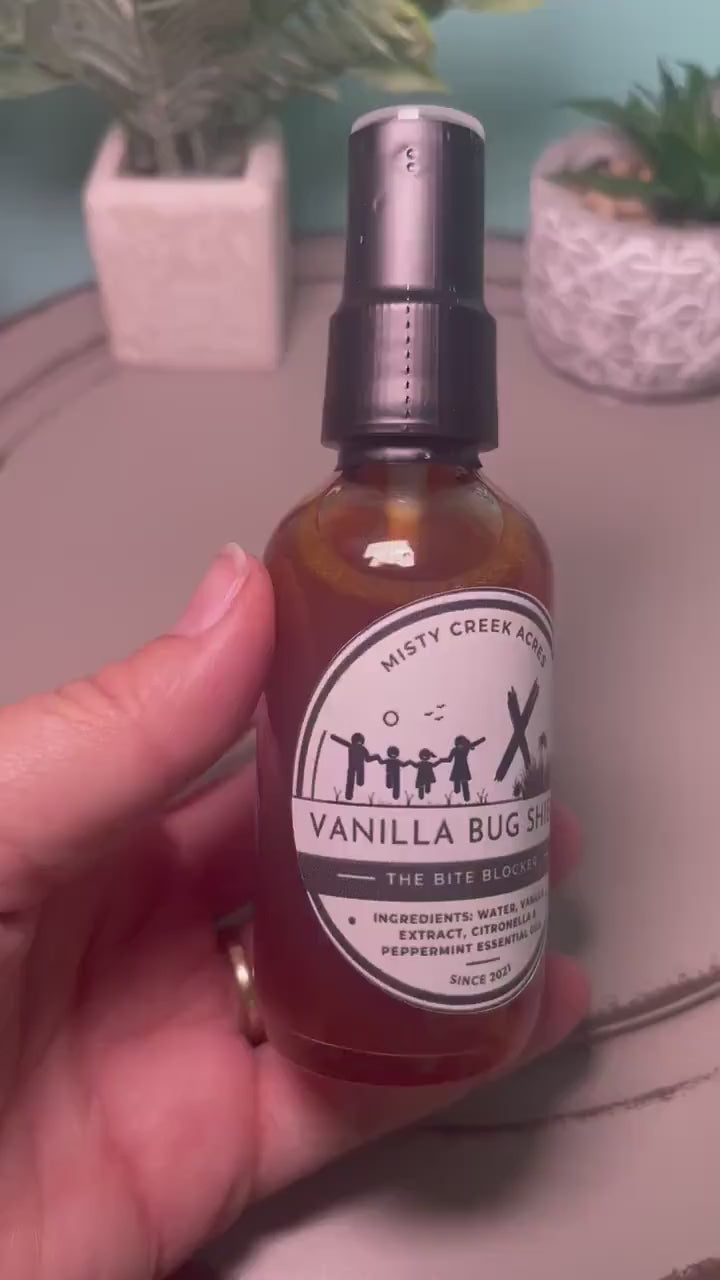 MISTY CREEK ACRES
VANILLA BUG SHIE
THE BITE BLOCKER
INGREDIENTS: WATER, VANILLA
EXTRACT, CITRONELLA &
PEPPERMINT ESSENTIAL OILS
SINCE 2021